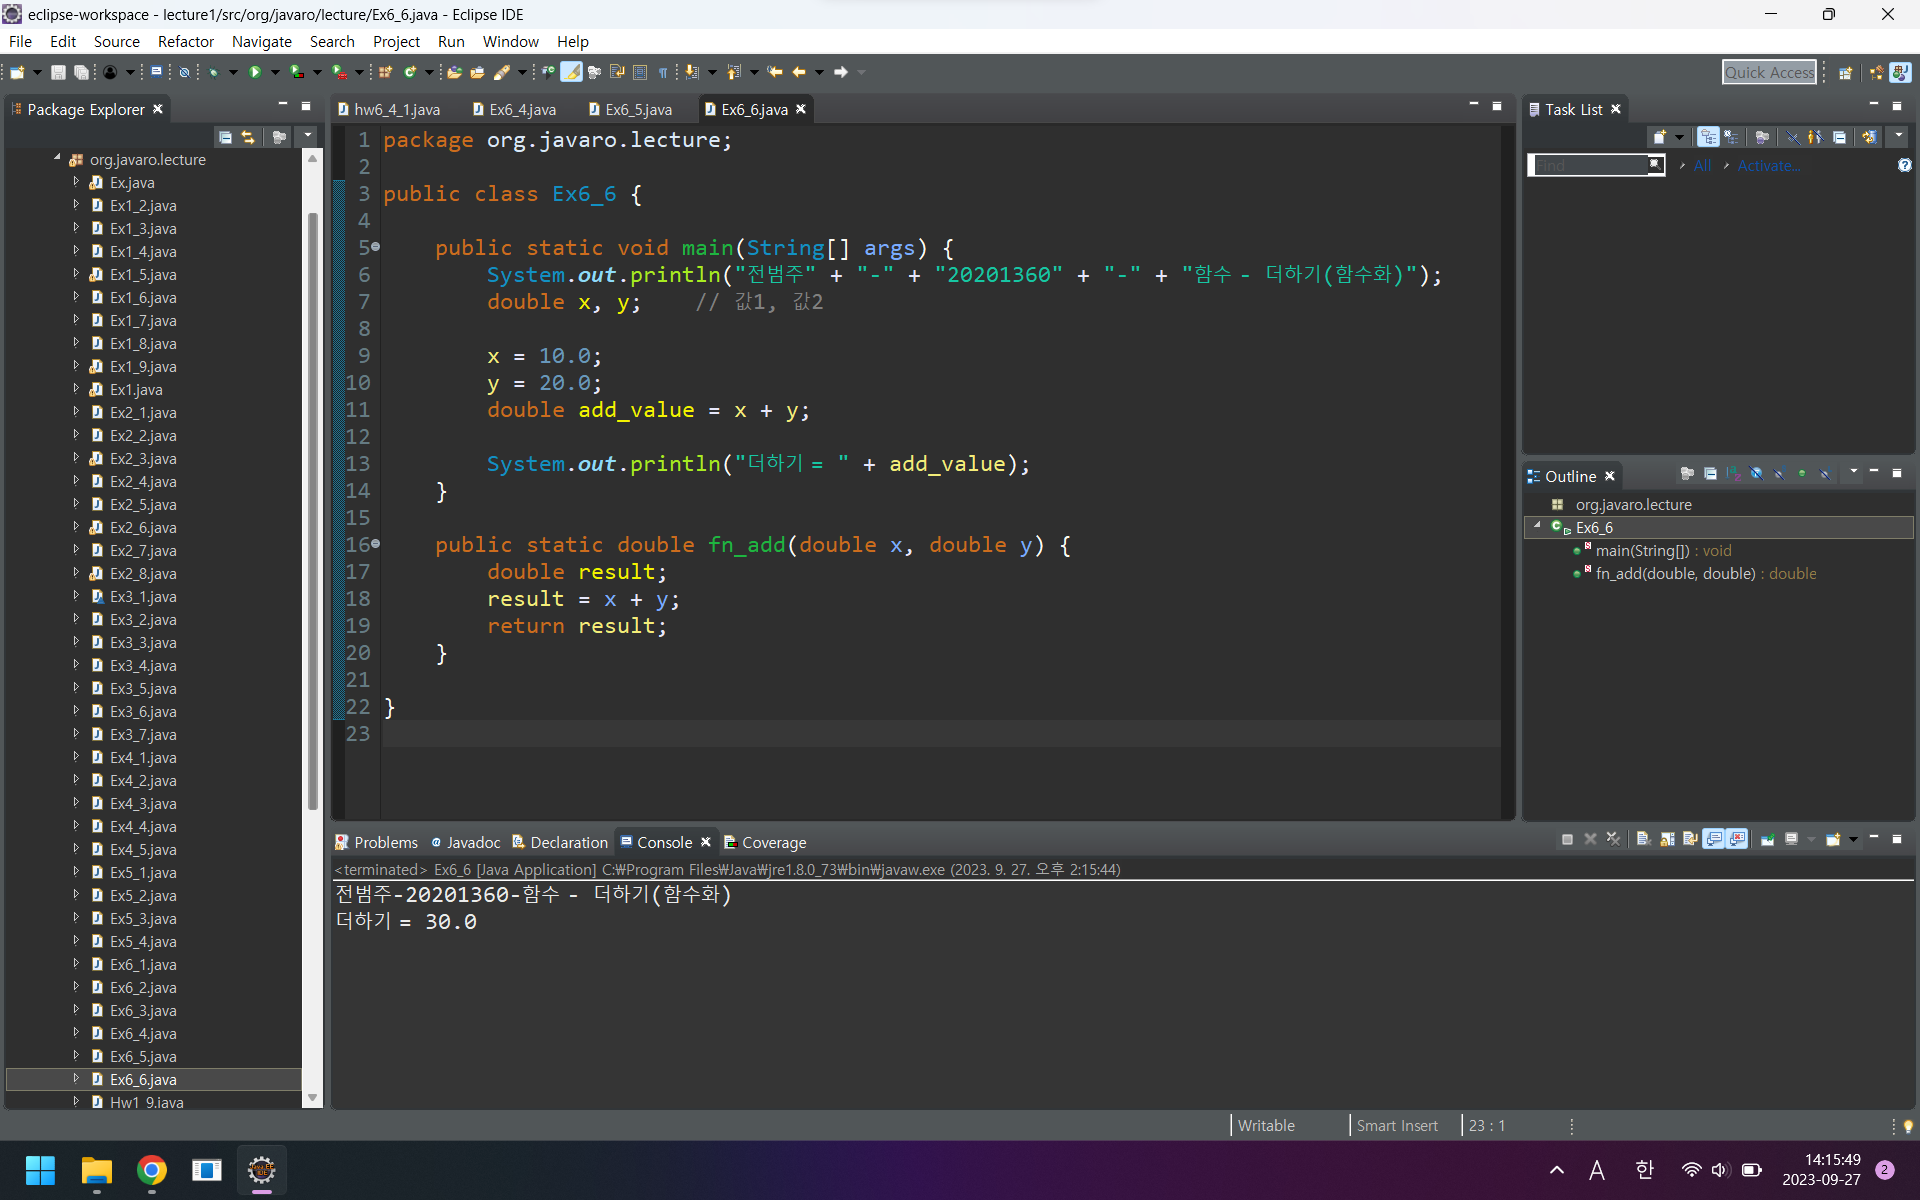 eclipse-workspace - lecture1/src/org/javaro/lecture/Ex6_6.java - Eclipse IDE
File Edit Source Refactor Navigate Search Project Run Window Help
Quick Access
Package Explorer
org.javaro.lecture
Ex.java
Ex1_2.java
Ex1_3.java
Ex1_4.java
Ex1_5.java
Ex1_6.java
Ex1_7.java
Ex1_8.java
Ex1_9.java
Ex1.java
Ex2_1.java
Ex2_2.java
Ex2_3.java
Ex2_4.java
Ex2_5.java
Ex2_6.java
Ex2_7.java
Ex2_8.java
Ex3_1.java
Ex3_2.java
Ex3_3.java
Ex3_4.java
Ex3_5.java
Ex3_6.java
Ex3_7.java
Ex4_1.java
Ex4_2.java
Ex4_3.java
Ex4_4.java
Ex4_5.java
Ex5_1.java
Ex5_2.java
Ex5_3.java
Ex5_4.java
Ex6_1.java
Ex6_2.java
Ex6_3.java
Ex6_4.java
Ex6_5.java
Ex6_6.java
Hw1_9.java
hw6_4_1.java Ex6_4.java Ex6_5.java Ex6_6.java
1 package org.javaro.lecture;
2
3 public class Ex6_6 {
4
5 public static void main(String[] args) {
6 System.out.println("전범주" + "-" + "20201360" + "-" + "함수 - 더하기(함수화)");
7 double x, y; // 값1, 값2
8
9 x = 10.0;
10 y = 20.0;
11 double add_value = x + y;
12
13 System.out.println("더하기 = " + add_value);
14 }
15
16 public static double fn_add(double x, double y) {
17 double result;
18 result = x + y;
19 return result;
20 }
21
22 }
23
Task List
Find All Activate...
Outline
org.javaro.lecture
Ex6_6
main(String[]) : void
fn_add(double, double) : double
Problems Javadoc Declaration Console Coverage
<terminated> Ex6_6 [Java Application] C:₩Program Files₩Java₩jre1.8.0_73₩bin₩javaw.exe (2023. 9. 27. 오후 2:15:44)
전범주-20201360-함수 - 더하기(함수화)
더하기 = 30.0
Writable Smart Insert 23 : 1
A 한 14:15:49
2023-09-27
2